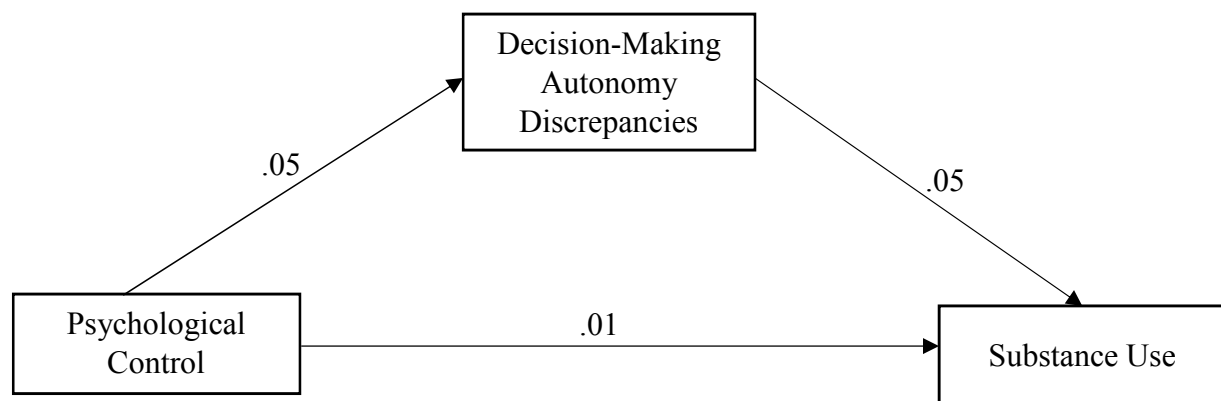 Decision-Making
Autonomy
Discrepancies
.05
.05
Psychological
Control
.01
Substance Use